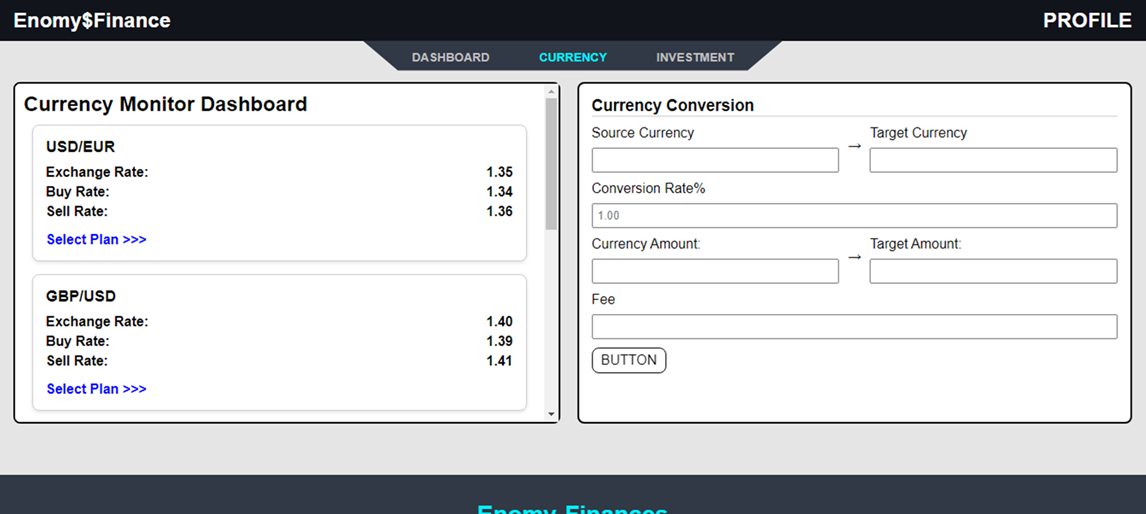 Enomy$Finance
PROFILE
DASHBOARD CURRENCY INVESTMENT
Currency Monitor Dashboard
USD/EUR
Exchange Rate: 1.35
Buy Rate: 1.34
Sell Rate: 1.36
Select Plan >>>
GBP/USD
Exchange Rate: 1.40
Buy Rate: 1.39
Sell Rate: 1.41
Select Plan >>>
Currency Conversion
Source Currency → Target Currency
Conversion Rate%
1.00
Currency Amount: → Target Amount:
Fee
BUTTON
Enomy-Finances